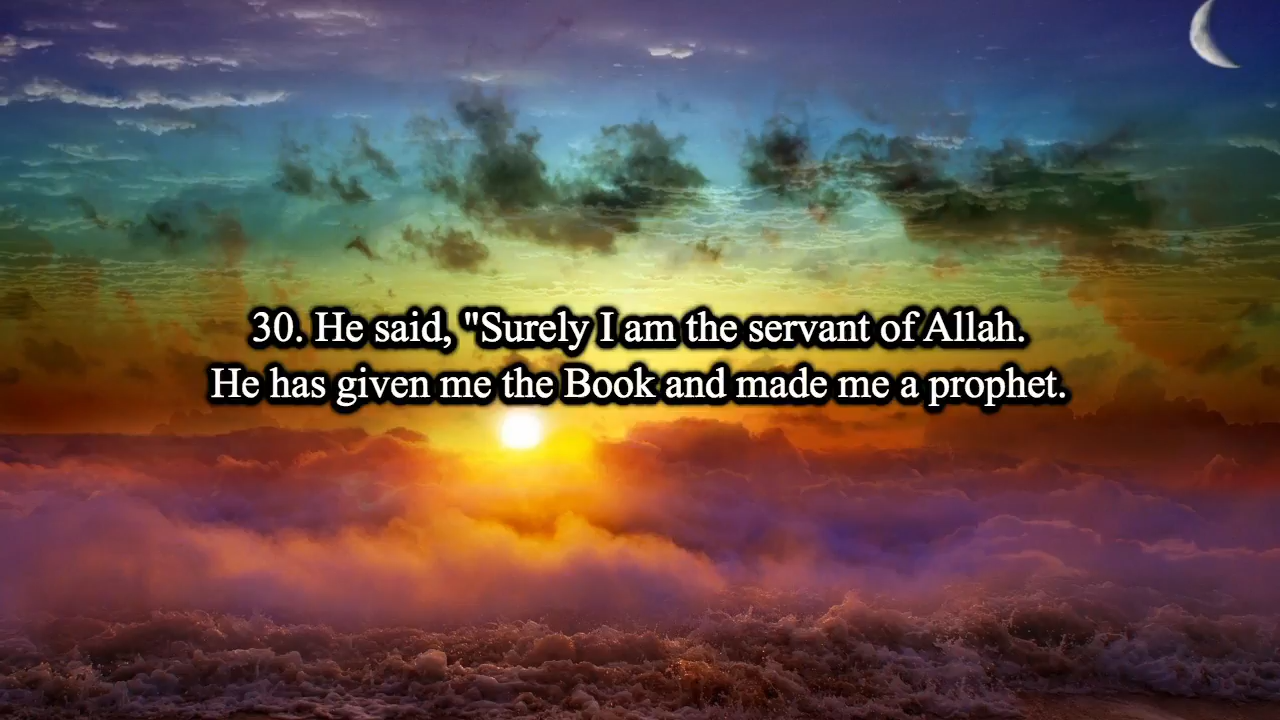 30. He said, "Surely I am the servant of Allah.
He has given me the Book and made me a prophet.